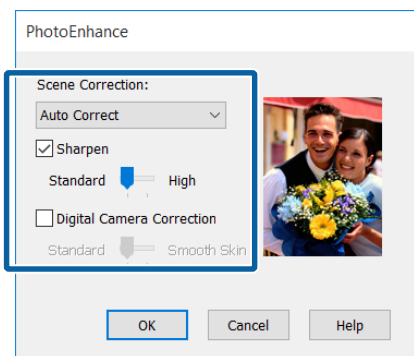 PhotoEnhance
Scene Correction:
Auto Correct
Sharpen
Standard High
Digital Camera Correction
Standard Smooth Skin
OK Cancel Help